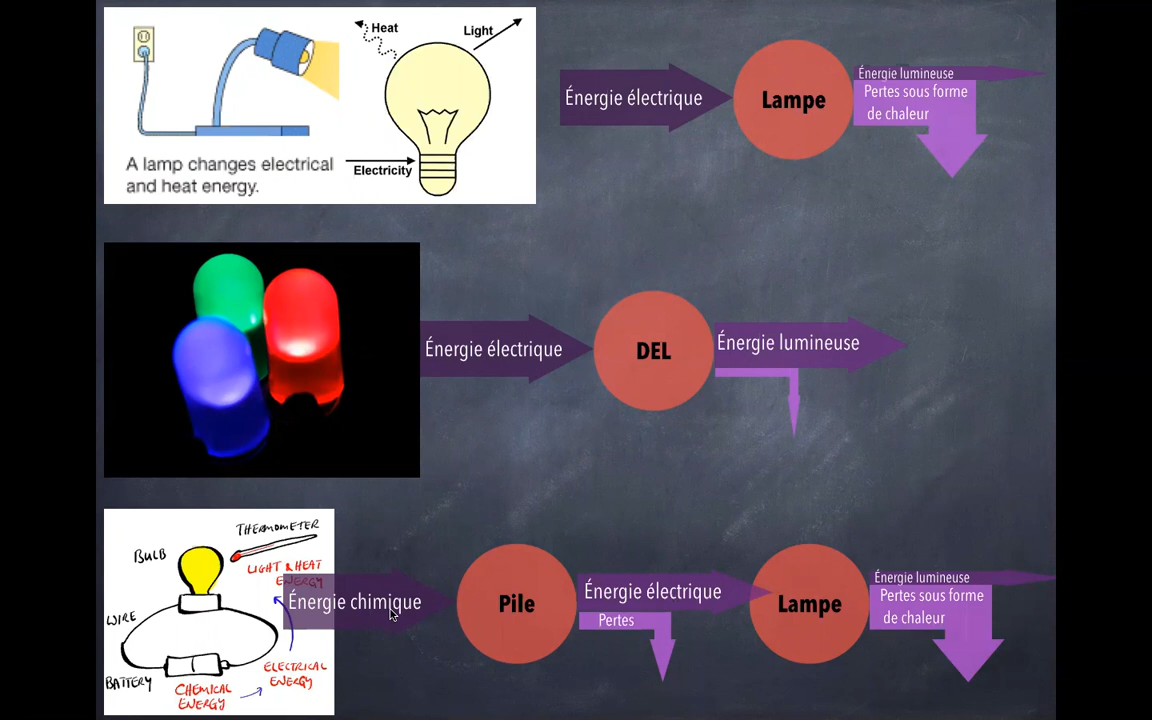 Heat
Light
A lamp changes electrical
and heat energy.
Electricity
Énergie électrique
Lampe
Énergie lumineuse
Pertes sous forme
de chaleur
Énergie électrique
DEL
Énergie lumineuse
THERMOMETER
BULB
LIGHT & HEAT
ENERGY
WIRE
BATTERY
CHEMICAL
ENERGY
ELECTRICAL
ENERGY
Énergie chimique
Pile
Énergie électrique
Pertes
Lampe
Énergie lumineuse
Pertes sous forme
de chaleur